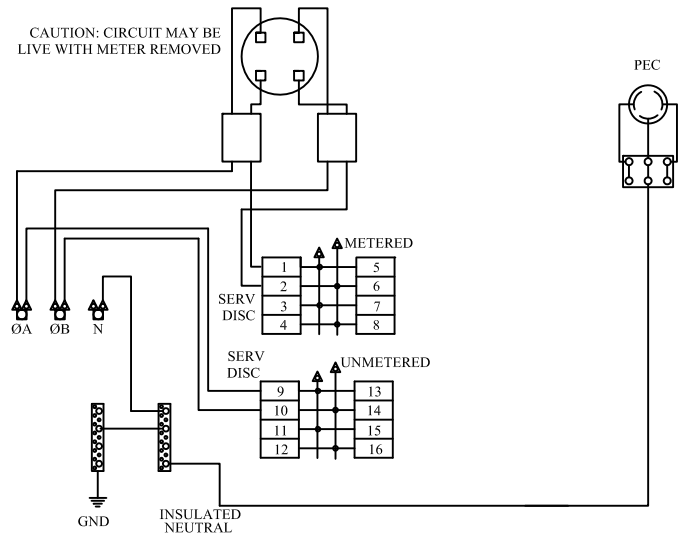 CAUTION: CIRCUIT MAY BE
LIVE WITH METER REMOVED
PEC
METERED
1 5
2 6
SERV
DISC
3 7
4 8
ØA ØB N
SERV
DISC
UNMETERED
9 13
10 14
11 15
12 16
GND
INSULATED
NEUTRAL